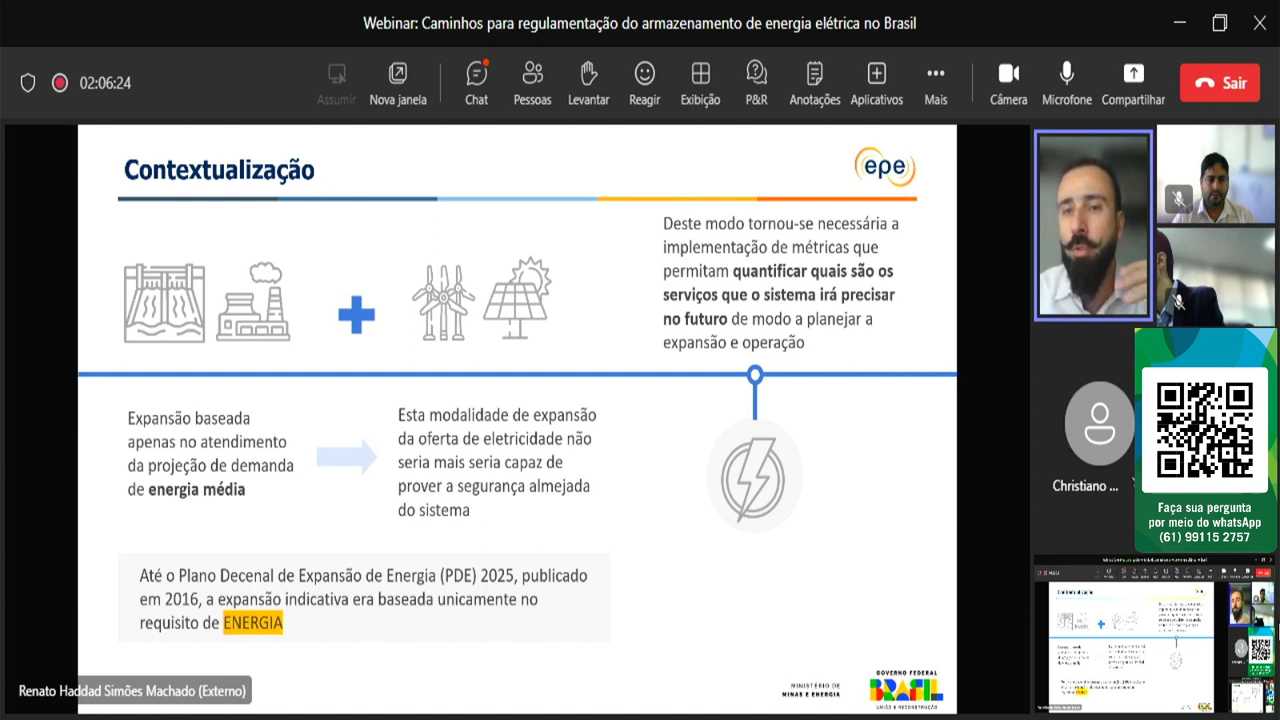 Webinar: Caminhos para regulamentação do armazenamento de energia elétrica no Brasil
02:06:24
Assumir
Nova janela
Chat
Pessoas
Levantar
Reagir
Exibição
P&R
Anotações
Aplicativos
Mais
Câmera
Microfone
Compartilhar
Sair
Contextualização
epe
Deste modo tornou-se necessária a
implementação de métricas que
permitam quantificar quais são os
serviços que o sistema irá precisar
no futuro de modo a planejar a
expansão e operação
Expansão baseada
apenas no atendimento
da projeção de demanda
de energia média
Esta modalidade de expansão
da oferta de eletricidade não
seria mais seria capaz de
prover a segurança almejada
do sistema
Até o Plano Decenal de Expansão de Energia (PDE) 2025, publicado
em 2016, a expansão indicativa era baseada unicamente no
requisito de ENERGIA
Renato Haddad Simões Machado (Externo)
MINISTÉRIO DE
MINAS E ENERGIA
GOVERNO FEDERAL
BRASIL
UNIÃO E RECONSTRUÇÃO
Christiano ...
Faça sua pergunta
por meio do whatsApp
(61) 99115 2757
Contextualização